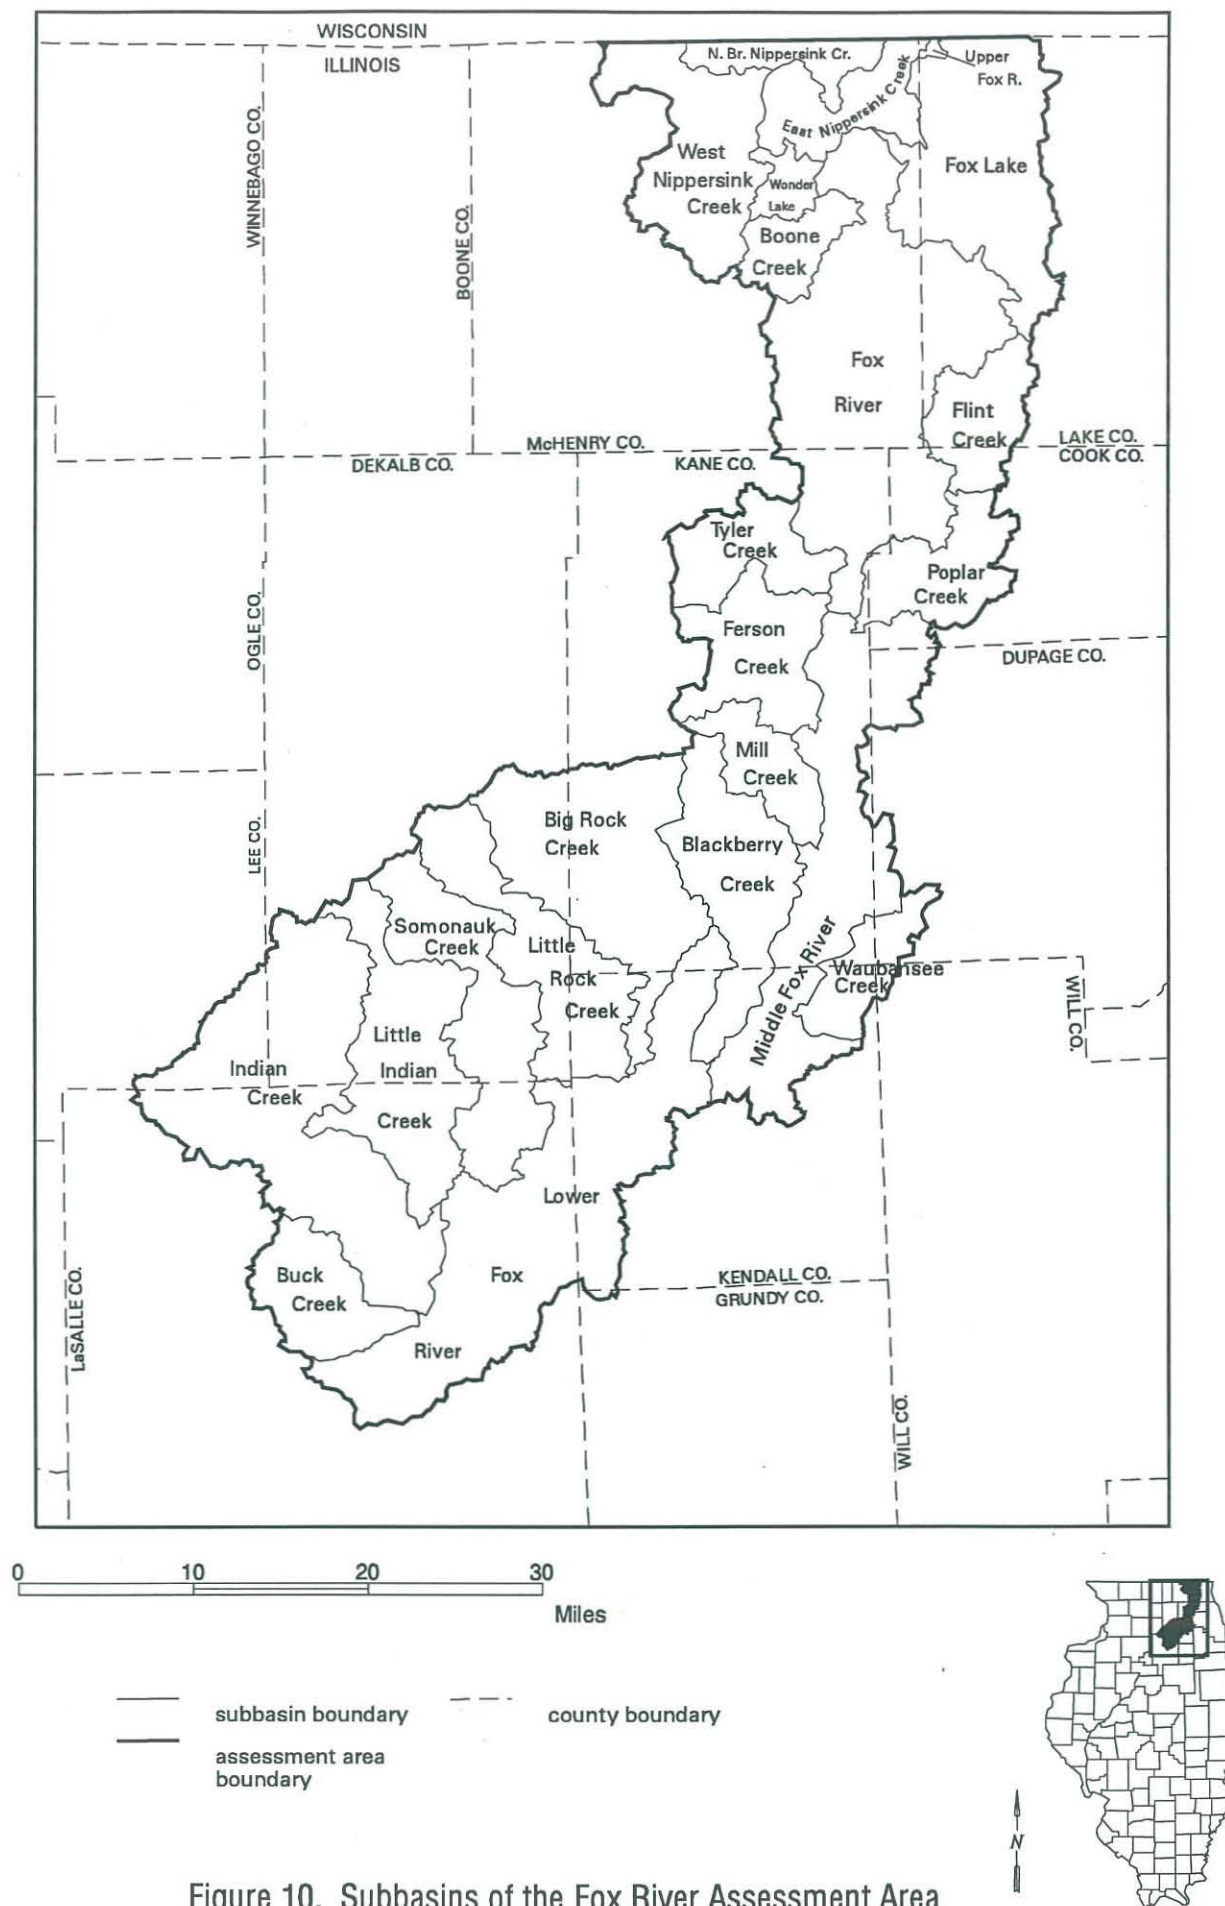 WISCONSIN
ILLINOIS
N. Br. Nippersink Cr.
Upper
Fox R.
East Nippersink Creek
WINNEBAGO CO.
BOONE CO.
West
Nippersink
Creek
Wonder
Lake
Fox Lake
Boone
Creek
Fox
River
Flint
Creek
McHENRY CO.
DEKALB CO.
KANE CO.
LAKE CO.
COOK CO.
Tyler
Creek
Poplar
Creek
OGLE CO.
Ferson
Creek
DUPAGE CO.
Mill
Creek
LEE CO.
Big Rock
Creek
Blackberry
Creek
Somonauk
Creek
Little
Rock
Creek
Middle Fox River
Waubansee
Creek
WILL CO.
Little
Indian
Creek
Indian
Creek
Lower
Fox
River
Buck
Creek
LaSALLE CO.
KENDALL CO.
GRUNDY CO.
WILL CO.
0 10 20 30
Miles
subbasin boundary
county boundary
assessment area
boundary
N
Figure 10. Subbasins of the Fox River Assessment Area